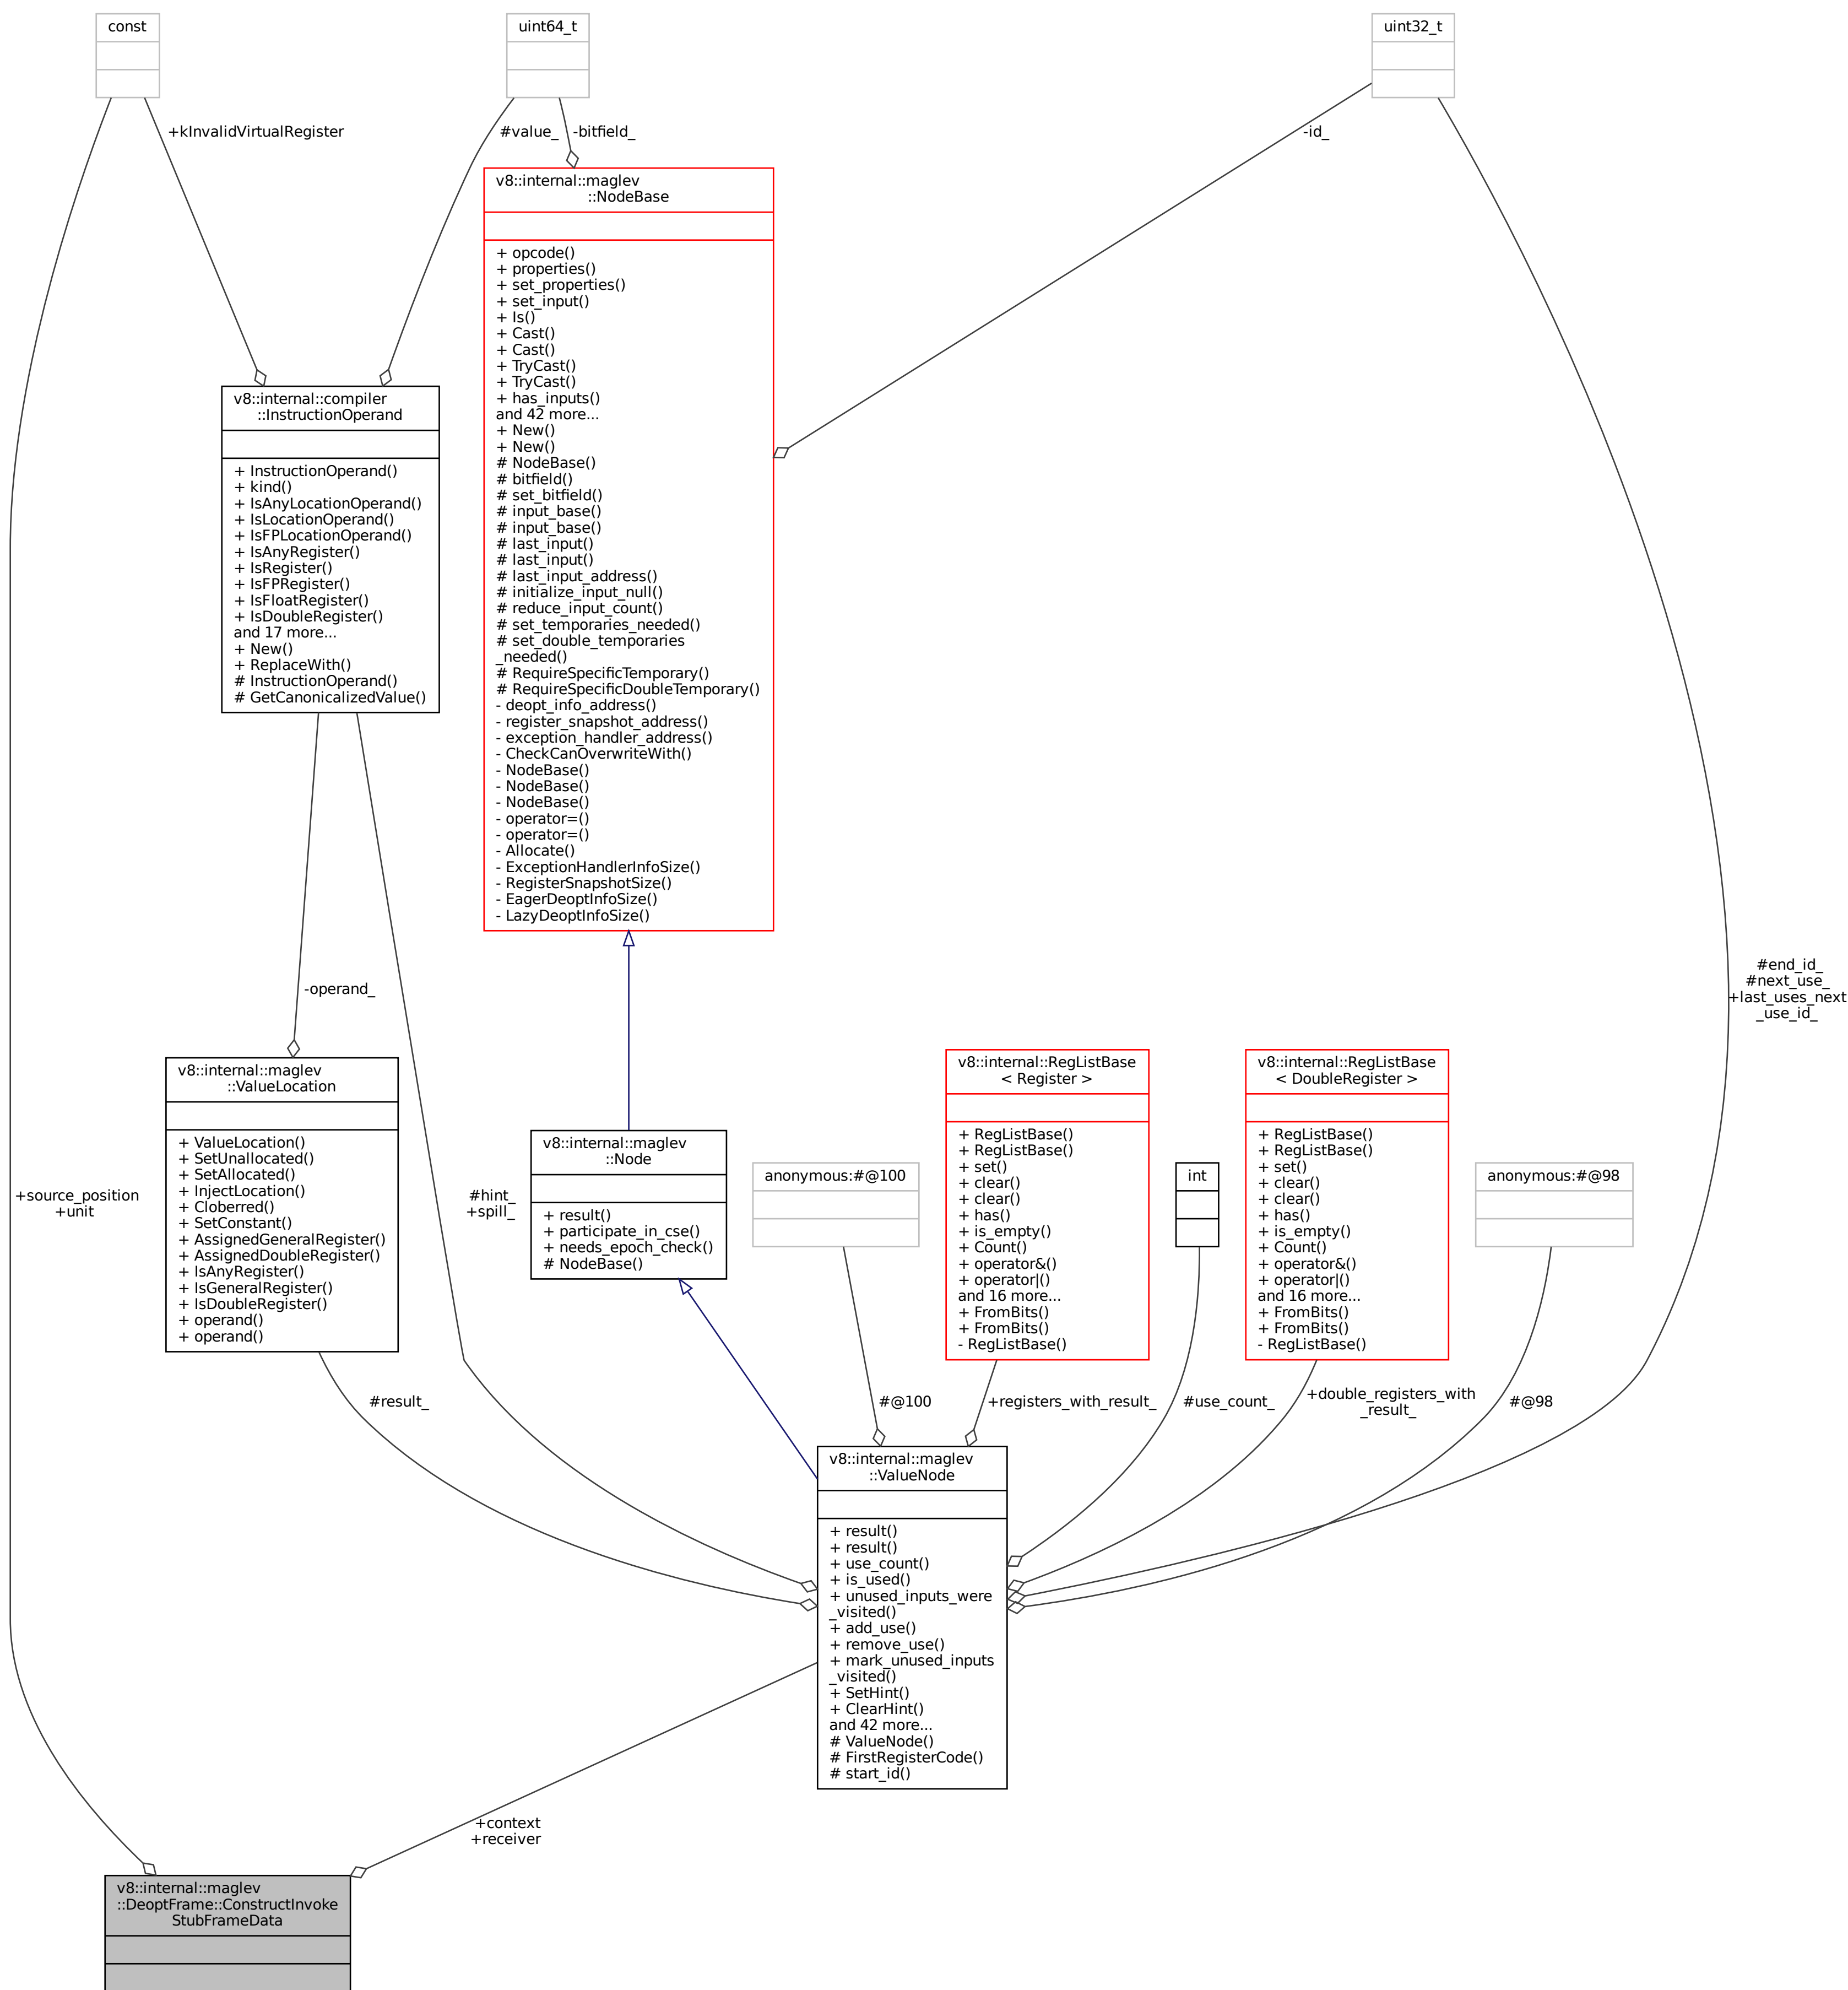 const
uint64_t
uint32_t
+kInvalidVirtualRegister
#value_
-bitfield_
-id_
v8::internal::maglev
::NodeBase
+ opcode()
+ properties()
+ set_properties()
+ set_input()
+ Is()
+ Cast()
+ Cast()
+ TryCast()
+ TryCast()
+ has_inputs()
and 42 more...
+ New()
+ New()
# NodeBase()
# bitfield()
# set_bitfield()
# input_base()
# input_base()
# last_input()
# last_input()
# last_input_address()
# initialize_input_null()
# reduce_input_count()
# set_temporaries_needed()
# set_double_temporaries
_needed()
# RequireSpecificTemporary()
# RequireSpecificDoubleTemporary()
- deopt_info_address()
- register_snapshot_address()
- exception_handler_address()
- CheckCanOverwriteWith()
- NodeBase()
- NodeBase()
- NodeBase()
- operator=()
- operator=()
- Allocate()
- ExceptionHandlerInfoSize()
- RegisterSnapshotSize()
- EagerDeoptInfoSize()
- LazyDeoptInfoSize()
v8::internal::compiler
::InstructionOperand
+ InstructionOperand()
+ kind()
+ IsAnyLocationOperand()
+ IsLocationOperand()
+ IsFPLocationOperand()
+ IsAnyRegister()
+ IsRegister()
+ IsFPRegister()
+ IsFloatRegister()
+ IsDoubleRegister()
and 17 more...
+ New()
+ ReplaceWith()
# InstructionOperand()
# GetCanonicalizedValue()
-operand_
#end_id_
#next_use_
+last_uses_next
_use_id_
v8::internal::maglev
::ValueLocation
+ ValueLocation()
+ SetUnallocated()
+ SetAllocated()
+ InjectLocation()
+ Cloberred()
+ SetConstant()
+ AssignedGeneralRegister()
+ AssignedDoubleRegister()
+ IsAnyRegister()
+ IsGeneralRegister()
+ IsDoubleRegister()
+ operand()
+ operand()
+source_position
+unit
#hint_
+spill_
v8::internal::maglev
::Node
+ result()
+ participate_in_cse()
+ needs_epoch_check()
# NodeBase()
anonymous:#@100
v8::internal::RegListBase
< Register >
+ RegListBase()
+ RegListBase()
+ set()
+ clear()
+ clear()
+ has()
+ is_empty()
+ Count()
+ operator&()
+ operator|()
and 16 more...
+ FromBits()
+ FromBits()
- RegListBase()
int
v8::internal::RegListBase
< DoubleRegister >
+ RegListBase()
+ RegListBase()
+ set()
+ clear()
+ clear()
+ has()
+ is_empty()
+ Count()
+ operator&()
+ operator|()
and 16 more...
+ FromBits()
+ FromBits()
- RegListBase()
anonymous:#@98
#result_
#@100
+registers_with_result_
#use_count_
+double_registers_with
_result_
#@98
v8::internal::maglev
::ValueNode
+ result()
+ result()
+ use_count()
+ is_used()
+ unused_inputs_were
_visited()
+ add_use()
+ remove_use()
+ mark_unused_inputs
_visited()
+ SetHint()
+ ClearHint()
and 42 more...
# ValueNode()
# FirstRegisterCode()
# start_id()
+context
+receiver
v8::internal::maglev
::DeoptFrame::ConstructInvoke
StubFrameData